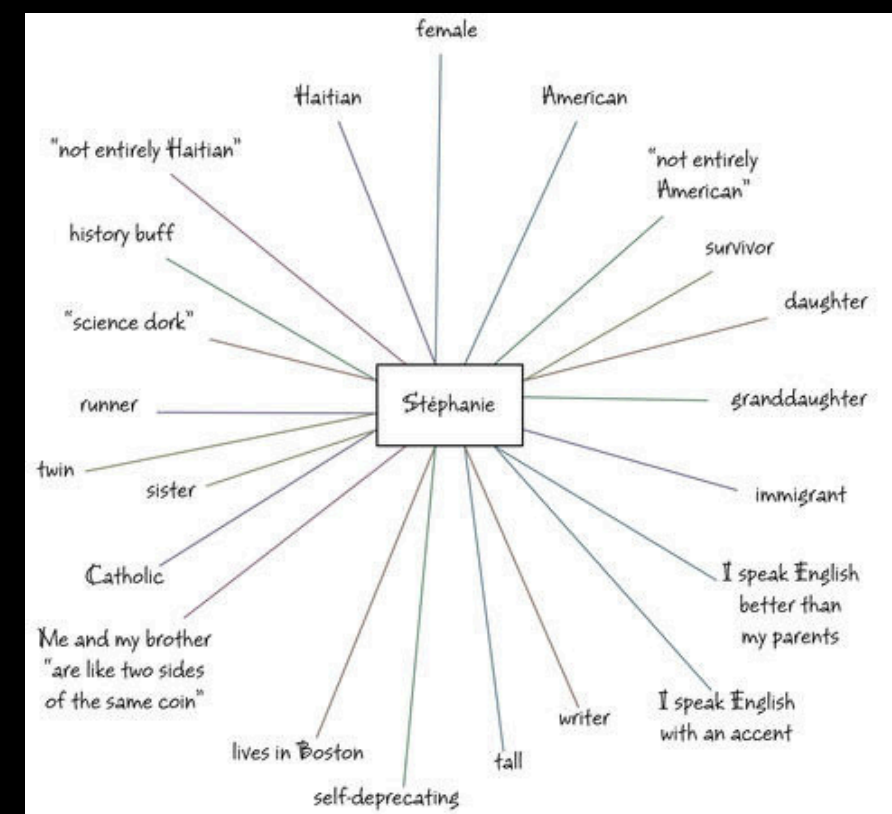 female
Haitian
American
"not entirely Haitian"
"not entirely
American"
history buff
survivor
"science dork"
daughter
Stéphanie
runner
granddaughter
twin
sister
immigrant
Catholic
I speak English
better than
my parents
Me and my brother
"are like two sides
of the same coin"
I speak English
with an accent
writer
lives in Boston
tall
self-deprecating